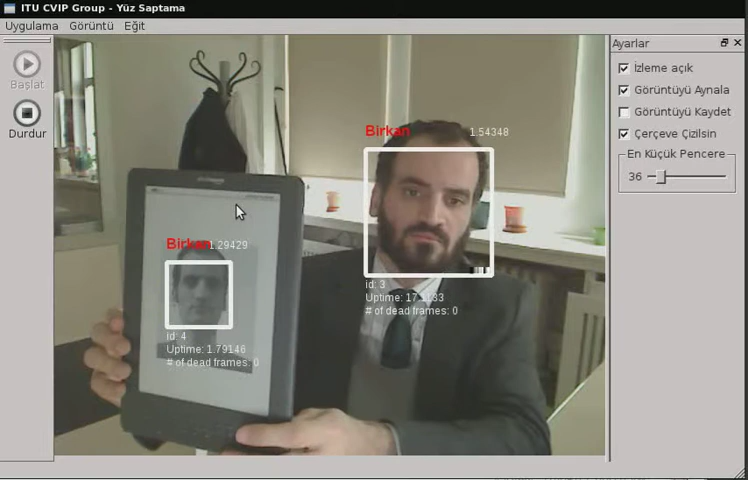 ITU CVIP Group - Yüz Saptama
Uygulama Görüntü Eğit
Başlat
Durdur
Birkan
1.54348
Birkan
1.29429
id: 3
Uptime: 17.1133
# of dead frames: 0
id: 4
Uptime: 1.79146
# of dead frames: 0
Ayarlar
İzleme açık
Görüntüyü Aynala
Görüntüyü Kaydet
Çerçeve Çizilsin
En Küçük Pencere
36